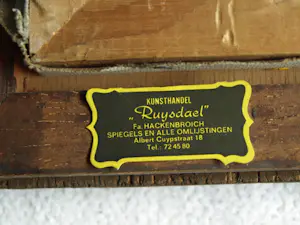 KUNSTHANDEL
„Ruysdael"
Fa. HACKENBROICH
SPIEGELS EN ALLE OMLIJSTINGEN
Albert Cuypstraat 18
Tel.: 72 45 80